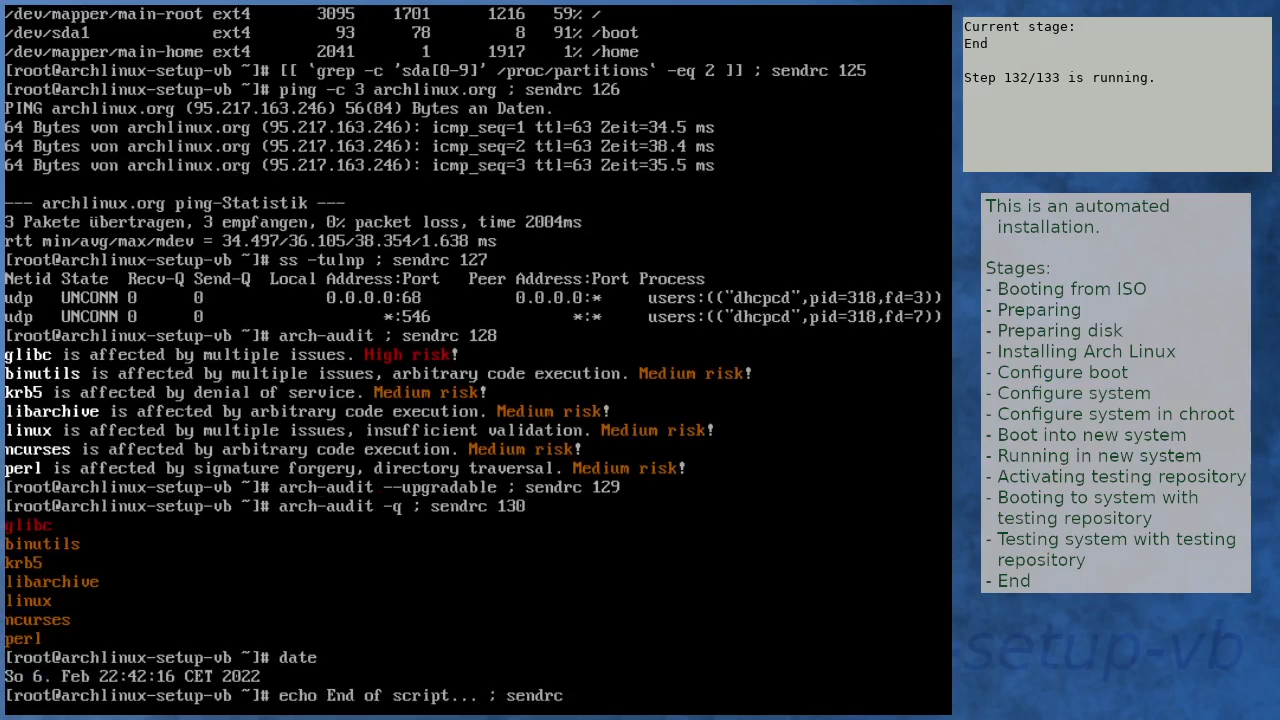 /dev/mapper/main-root ext4       3095     1701      1216   59% /
/dev/sda1             ext4         93       78         8   91% /boot
/dev/mapper/main-home ext4       2041        1      1917    1% /home
[root@archlinux-setup-vb ~]# [[ `grep -c 'sda[0-9]' /proc/partitions` -eq 2 ]] ; sendrc 125
[root@archlinux-setup-vb ~]# ping -c 3 archlinux.org ; sendrc 126
PING archlinux.org (95.217.163.246) 56(84) Bytes an Daten.
64 Bytes von archlinux.org (95.217.163.246): icmp_seq=1 ttl=63 Zeit=34.5 ms
64 Bytes von archlinux.org (95.217.163.246): icmp_seq=2 ttl=63 Zeit=38.4 ms
64 Bytes von archlinux.org (95.217.163.246): icmp_seq=3 ttl=63 Zeit=35.5 ms
--- archlinux.org ping-Statistik ---
3 Pakete übertragen, 3 empfangen, 0% packet loss, time 2004ms
rtt min/avg/max/mdev = 34.497/36.105/38.354/1.638 ms
[root@archlinux-setup-vb ~]# ss -tulnp ; sendrc 127
Netid State  Recv-Q Send-Q  Local Address:Port   Peer Address:Port Process
udp   UNCONN 0      0             0.0.0.0:68          0.0.0.0:*     users:(("dhcpcd",pid=318,fd=3))
udp   UNCONN 0      0                   *:546               *:*     users:(("dhcpcd",pid=318,fd=7))
[root@archlinux-setup-vb ~]# arch-audit ; sendrc 128
glibc is affected by multiple issues. High risk!
binutils is affected by multiple issues, arbitrary code execution. Medium risk!
krb5 is affected by denial of service. Medium risk!
libarchive is affected by arbitrary code execution. Medium risk!
linux is affected by multiple issues, insufficient validation. Medium risk!
ncurses is affected by arbitrary code execution. Medium risk!
perl is affected by signature forgery, directory traversal. Medium risk!
[root@archlinux-setup-vb ~]# arch-audit --upgradable ; sendrc 129
[root@archlinux-setup-vb ~]# arch-audit -q ; sendrc 130
glibc
binutils
krb5
libarchive
linux
ncurses
perl
[root@archlinux-setup-vb ~]# date
So 6. Feb 22:42:16 CET 2022
[root@archlinux-setup-vb ~]# echo End of script... ; sendrc
Current stage:
End
Step 132/133 is running.
This is an automated
installation.
Stages:
- Booting from ISO
- Preparing
- Preparing disk
- Installing Arch Linux
- Configure boot
- Configure system
- Configure system in chroot
- Boot into new system
- Running in new system
- Activating testing repository
- Booting to system with
testing repository
- Testing system with testing
repository
- End
setup-vb